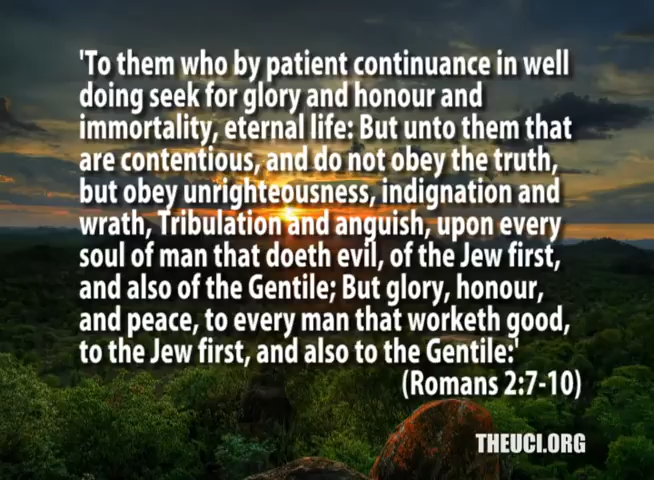 'To them who by patient continuance in well
doing seek for glory and honour and
immortality, eternal life: But unto them that
are contentious, and do not obey the truth,
but obey unrighteousness, indignation and
wrath, Tribulation and anguish, upon every
soul of man that doeth evil, of the Jew first,
and also of the Gentile; But glory, honour,
and peace, to every man that worketh good,
to the Jew first, and also to the Gentile:'
(Romans 2:7-10)
THEUCI.ORG